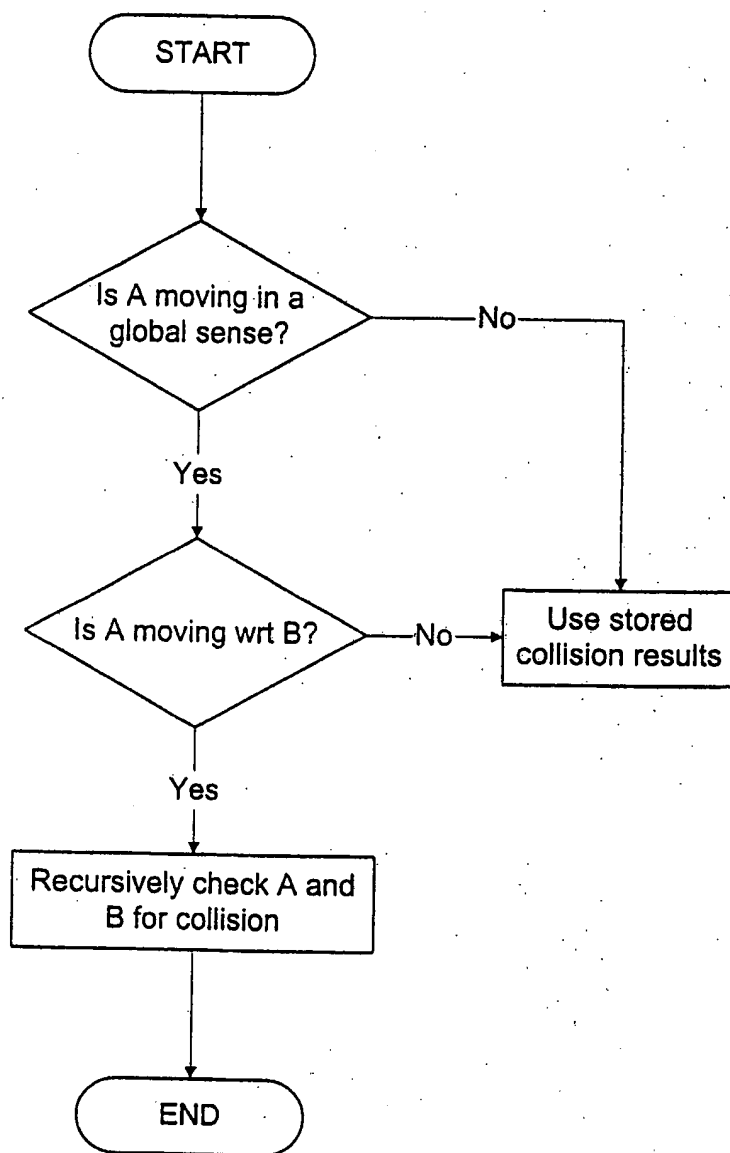 START
Is A moving in a
global sense?
No
Yes
Is A moving wrt B?
No
Use stored
collision results
Yes
Recursively check A and
B for collision
END